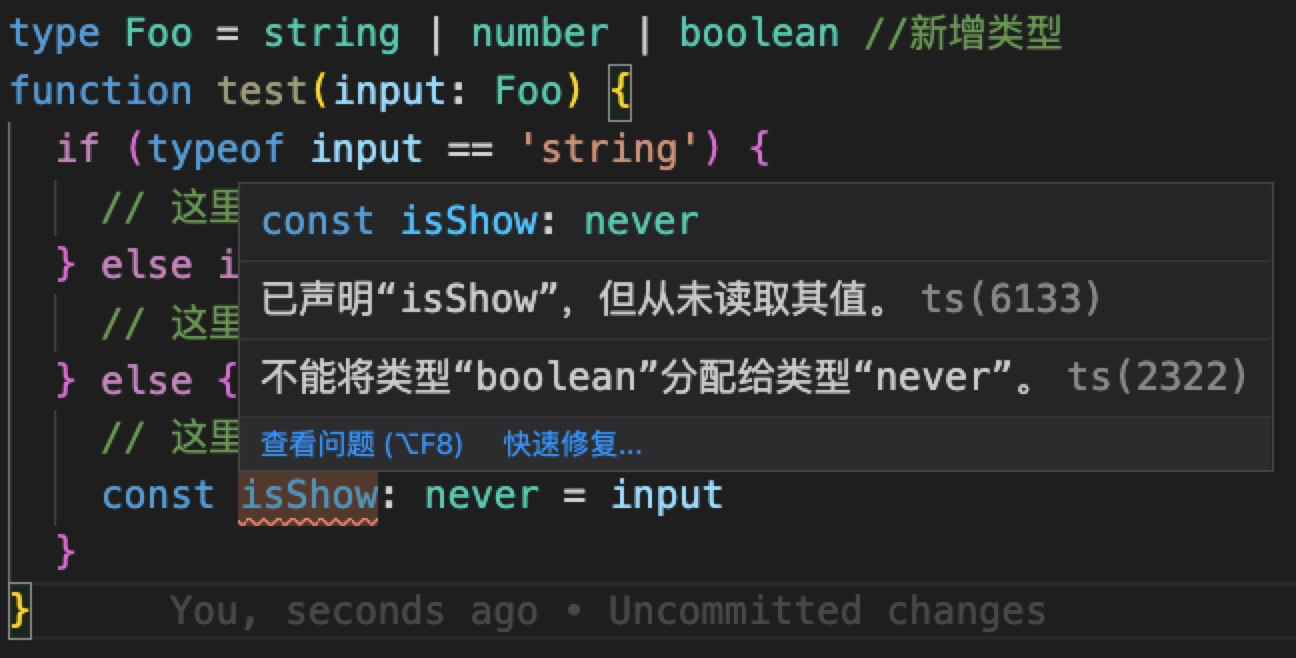 type Foo = string | number | boolean //新增类型
function test(input: Foo) {
if (typeof input == 'string') {
// 这里
const isShow: never
} else i
已声明“isShow”，但从未读取其值。 ts(6133)
// 这里
} else {
不能将类型“boolean”分配给类型“never”。 ts(2322)
// 这里
查看问题 (⌥F8) 快速修复...
const isShow: never = input
}
} You, seconds ago • Uncommitted changes